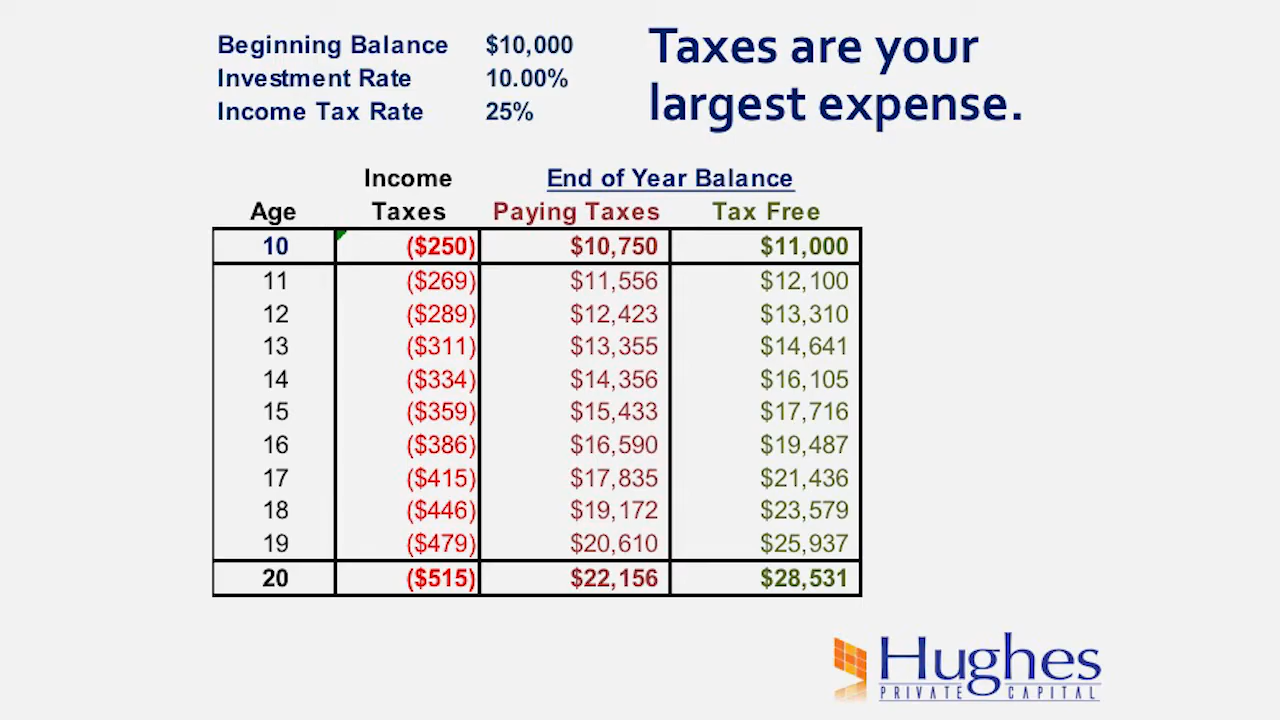 Beginning Balance $10,000
Investment Rate 10.00%
Income Tax Rate 25%
Taxes are your
largest expense.
Income End of Year Balance
Age Taxes Paying Taxes Tax Free
10 ($250) $10,750 $11,000
11 ($269) $11,556 $12,100
12 ($289) $12,423 $13,310
13 ($311) $13,355 $14,641
14 ($334) $14,356 $16,105
15 ($359) $15,433 $17,716
16 ($386) $16,590 $19,487
17 ($415) $17,835 $21,436
18 ($446) $19,172 $23,579
19 ($479) $20,610 $25,937
20 ($515) $22,156 $28,531
Hughes
PRIVATE CAPITAL